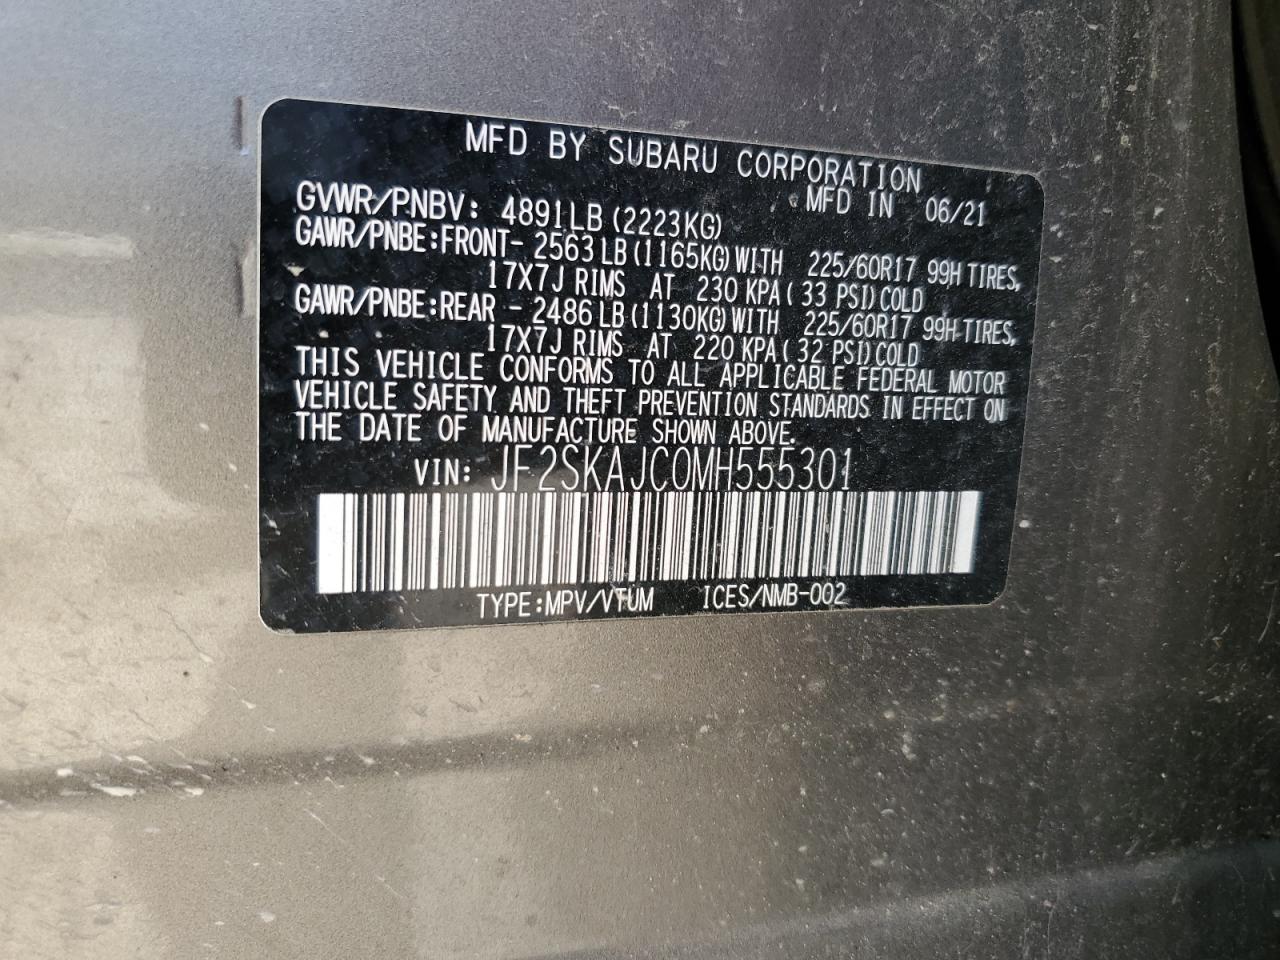 MFD BY SUBARU CORPORATION
GVWR/PNBV: 4891LB (2223KG) MFD IN 06/21
GAWR/PNBE:FRONT- 2563 LB (1165KG) WITH 225/60R17 99H TIRES,
17X7J RIMS AT 230 KPA ( 33 PSI) COLD
GAWR/PNBE:REAR - 2486 LB (1130KG) WITH 225/60R17 99H TIRES,
17X7J RIMS AT 220 KPA ( 32 PSI) COLD
THIS VEHICLE CONFORMS TO ALL APPLICABLE FEDERAL MOTOR
VEHICLE SAFETY AND THEFT PREVENTION STANDARDS IN EFFECT ON
THE DATE OF MANUFACTURE SHOWN ABOVE.
VIN: JF2SKAJC0MH555301
TYPE:MPV/VTUM ICES/NMB-002